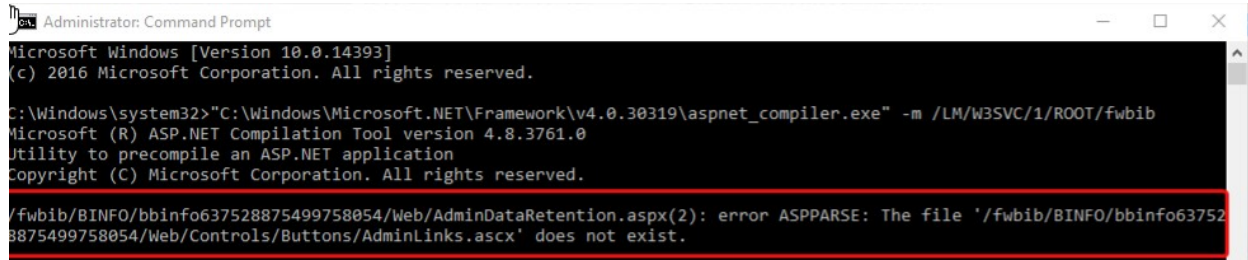 Administrator: Command Prompt
Microsoft Windows [Version 10.0.14393]
(c) 2016 Microsoft Corporation. All rights reserved.
C:\Windows\system32>"C:\Windows\Microsoft.NET\Framework\v4.0.30319\aspnet_compiler.exe" -m /LM/W3SVC/1/ROOT/fwbib
Microsoft (R) ASP.NET Compilation Tool version 4.8.3761.0
Utility to precompile an ASP.NET application
Copyright (C) Microsoft Corporation. All rights reserved.
/fwbib/BINFO/bbinfo637528875499758054/Web/AdminDataRetention.aspx(2): error ASPPARSE: The file '/fwbib/BINFO/bbinfo63752
8875499758054/Web/Controls/Buttons/AdminLinks.ascx' does not exist.